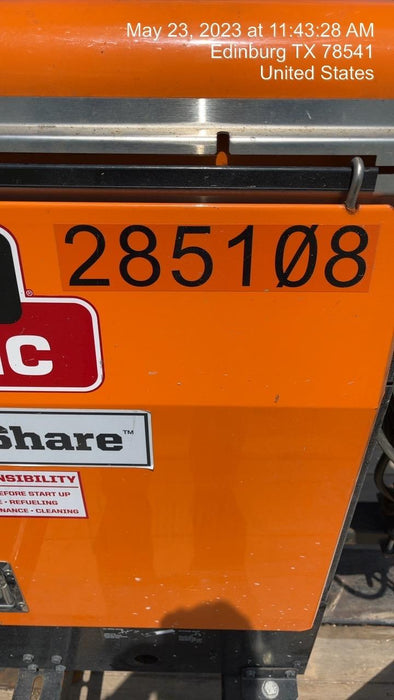 May 23, 2023 at 11:43:28 AM
Edinburg TX 78541
United States
2851Ø8
®
ic
Share™
NSIBILITY
EFORE START UP
E • REFUELING
NANCE • CLEANING